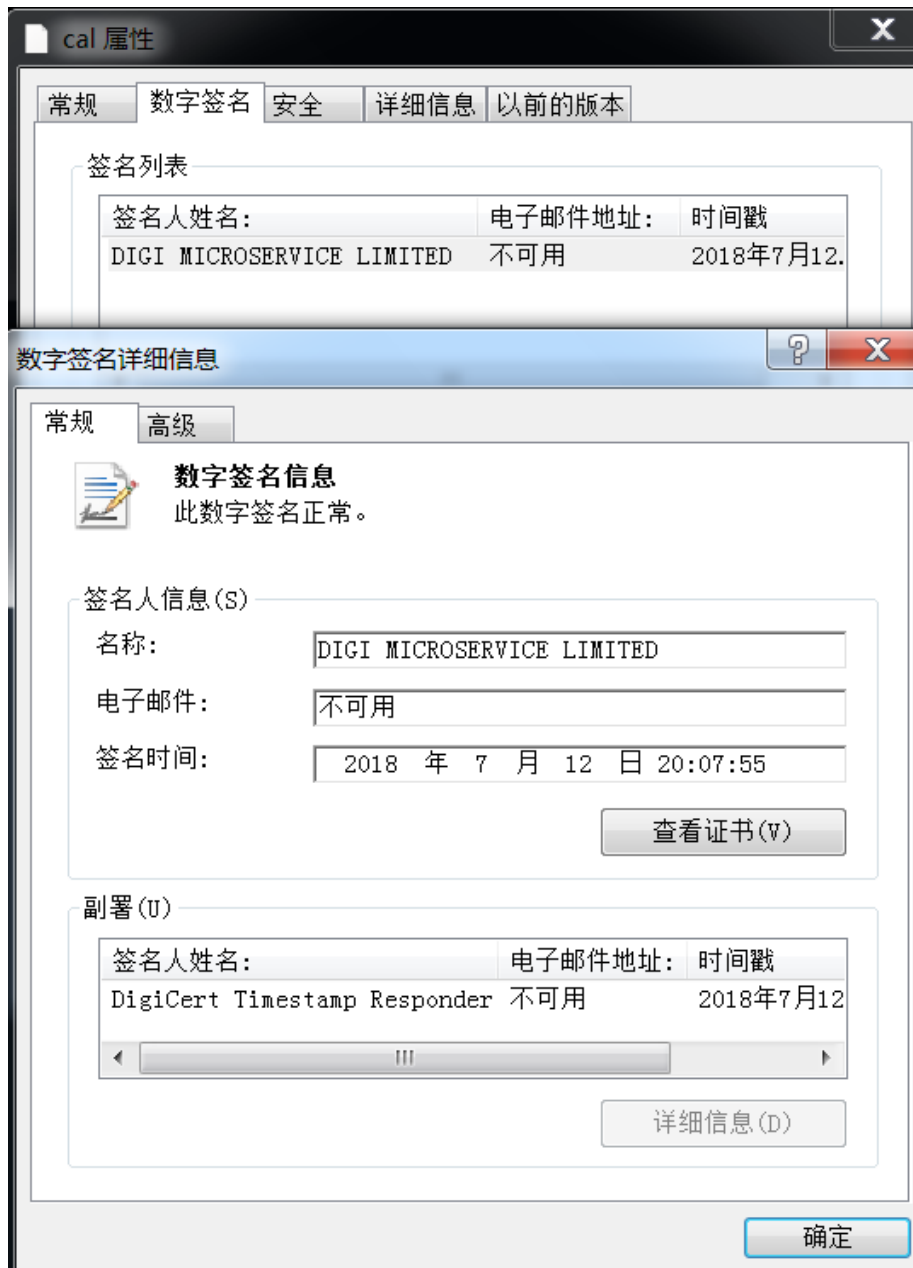 cal 属性
常规 数字签名 安全 详细信息 以前的版本
签名列表
签名人姓名: 电子邮件地址: 时间戳
DIGI MICROSERVICE LIMITED 不可用 2018年7月12.
数字签名详细信息
常规 高级
数字签名信息
此数字签名正常。
签名人信息(S)
名称: DIGI MICROSERVICE LIMITED
电子邮件: 不可用
签名时间: 2018 年 7 月 12 日 20:07:55
查看证书(V)
副署(U)
签名人姓名: 电子邮件地址: 时间戳
DigiCert Timestamp Responder 不可用 2018年7月12
详细信息(D)
确定